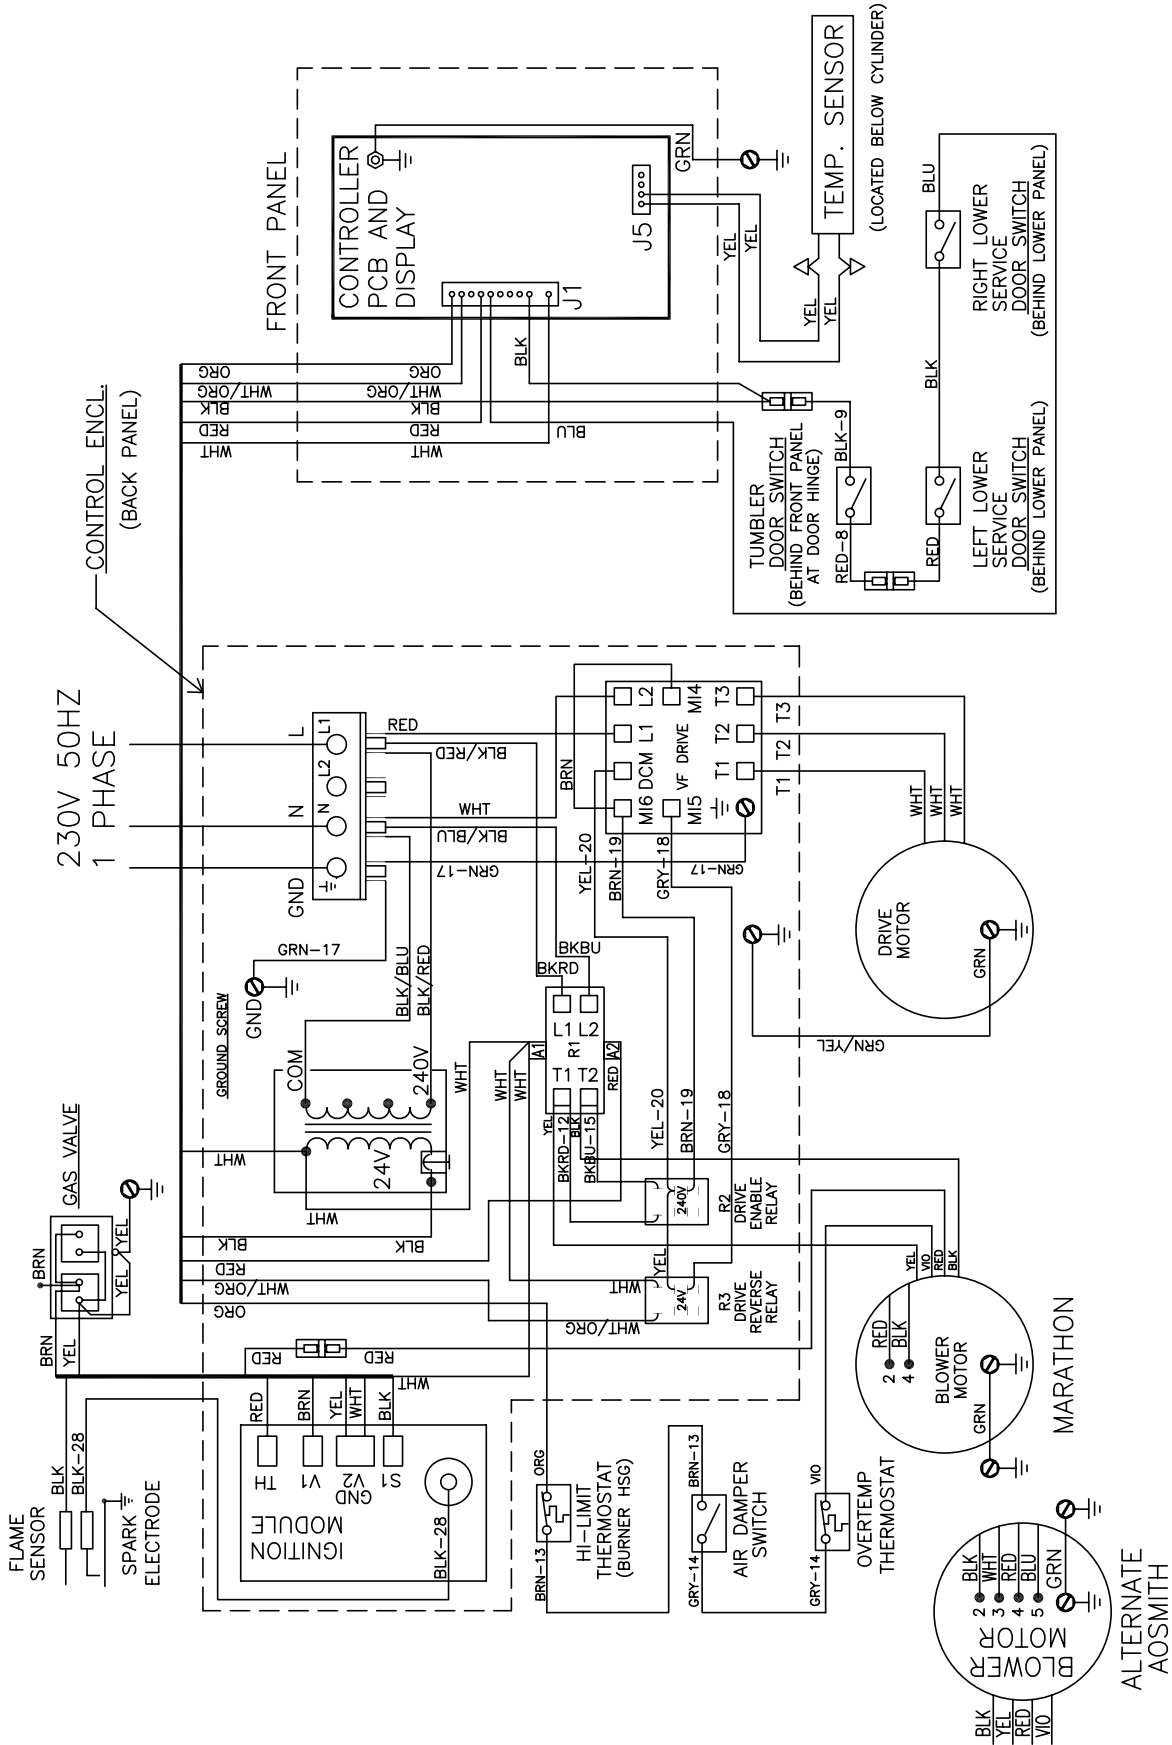 230V 50HZ
1 PHASE
CONTROL ENCL.
(BACK PANEL)
FRONT PANEL
CONTROLLER
PCB AND
DISPLAY
GRN
J1
J5
YEL
YEL
YEL
YEL
TEMP. SENSOR
(LOCATED BELOW CYLINDER)
ORG
WHT/ORG
BLK
RED
WHT
ORG
WHT/ORG
BLK
RED
WHT
BLK
BLU
TUMBLER
DOOR SWITCH
(BEHIND FRONT PANEL
AT DOOR HINGE)
BLK-9
RED-8
RED
BLK
BLU
LEFT LOWER
SERVICE
DOOR SWITCH
(BEHIND LOWER PANEL)
RIGHT LOWER
SERVICE
DOOR SWITCH
(BEHIND LOWER PANEL)
GND
N
L
N
L2
L1
RED
BLK/RED
WHT
BLK/BLU
GRN-17
GRN-17
GRN-17
GND
GROUND SCREW
BLK/BLU
BLK/RED
COM
240V
24V
WHT
WHT
WHT
BLK
BLK
RED
WHT/ORG
ORG
WHT/ORG
WHT
WHT
BKRD
BKBU
L1 L2
R1
T1 T2
A1
A2
RED
YEL
BKRD-12
BLK
BKBU-15
BRN
L2
L1
DCM
MI6
MI4
VF DRIVE
MI5
T3
T2
T1
T3
T2
T1
YEL-20
BRN-19
GRY-18
YEL-20
BRN-19
GRY-18
240V
R2
DRIVE
ENABLE
RELAY
YEL
WHT
24V
R3
DRIVE
REVERSE
RELAY
WHT
WHT
WHT
DRIVE
MOTOR
GRN
GRN/YEL
GAS VALVE
BRN
YEL
YEL
BRN
YEL
FLAME
SENSOR
BLK
BLK-28
SPARK
ELECTRODE
RED
RED
WHT
RED
BRN
YEL
WHT
BLK
TH
V1
V2
GND
S1
IGNITION
MODULE
BLK-28
ORG
BRN-13
HI-LIMIT
THERMOSTAT
(BURNER HSG)
BRN-13
GRY-14
AIR DAMPER
SWITCH
VIO
GRY-14
OVERTEMP
THERMOSTAT
YEL
VIO
RED
BLK
RED
BLK
2
4
BLOWER
MOTOR
GRN
MARATHON
BLK
WHT
RED
BLU
GRN
2
3
4
5
BLOWER
MOTOR
BLK
YEL
RED
VIO
ALTERNATE
AOSMITH